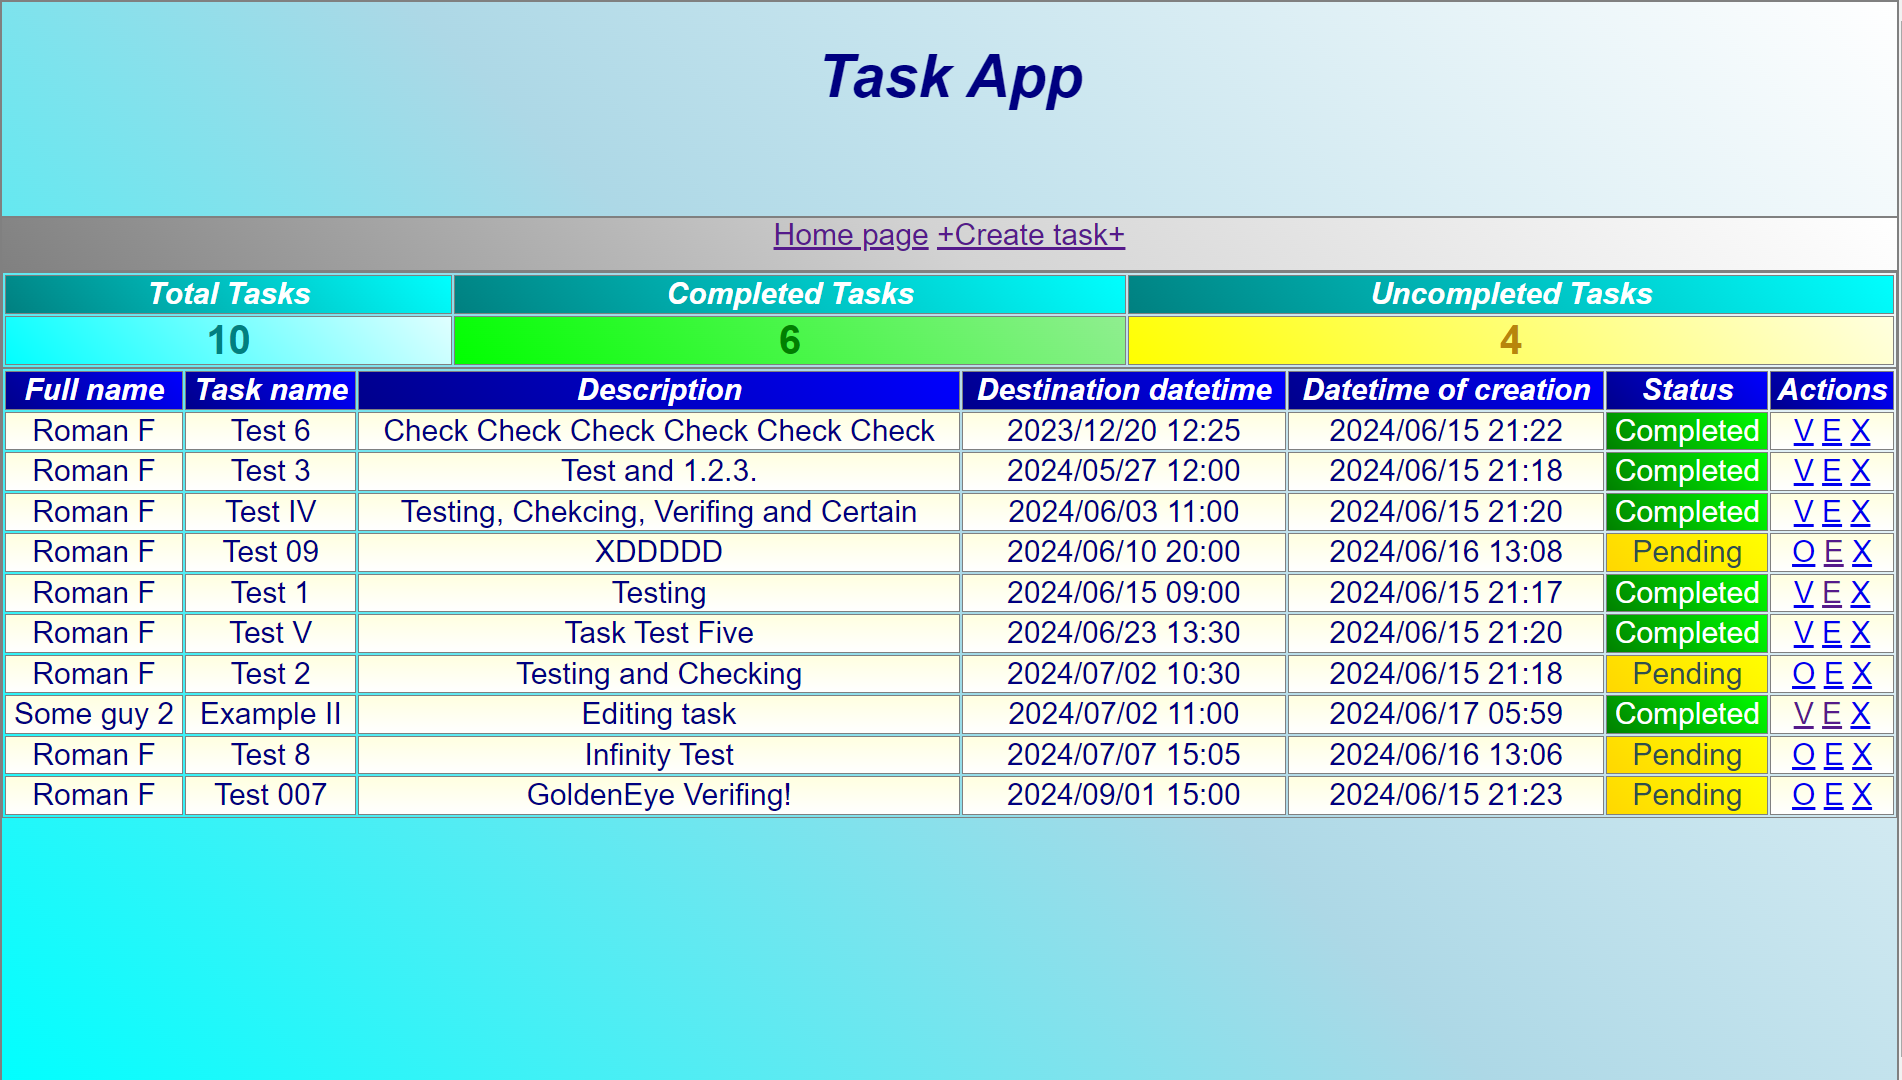 Task App
Home page +Create task+
Total Tasks Completed Tasks Uncompleted Tasks
10 6 4
Full name Task name Description Destination datetime Datetime of creation Status Actions
Roman F Test 6 Check Check Check Check Check Check 2023/12/20 12:25 2024/06/15 21:22 Completed V E X
Roman F Test 3 Test and 1.2.3. 2024/05/27 12:00 2024/06/15 21:18 Completed V E X
Roman F Test IV Testing, Chekcing, Verifing and Certain 2024/06/03 11:00 2024/06/15 21:20 Completed V E X
Roman F Test 09 XDDDDD 2024/06/10 20:00 2024/06/16 13:08 Pending O E X
Roman F Test 1 Testing 2024/06/15 09:00 2024/06/15 21:17 Completed V E X
Roman F Test V Task Test Five 2024/06/23 13:30 2024/06/15 21:20 Completed V E X
Roman F Test 2 Testing and Checking 2024/07/02 10:30 2024/06/15 21:18 Pending O E X
Some guy 2 Example II Editing task 2024/07/02 11:00 2024/06/17 05:59 Completed V E X
Roman F Test 8 Infinity Test 2024/07/07 15:05 2024/06/16 13:06 Pending O E X
Roman F Test 007 GoldenEye Verifing! 2024/09/01 15:00 2024/06/15 21:23 Pending O E X